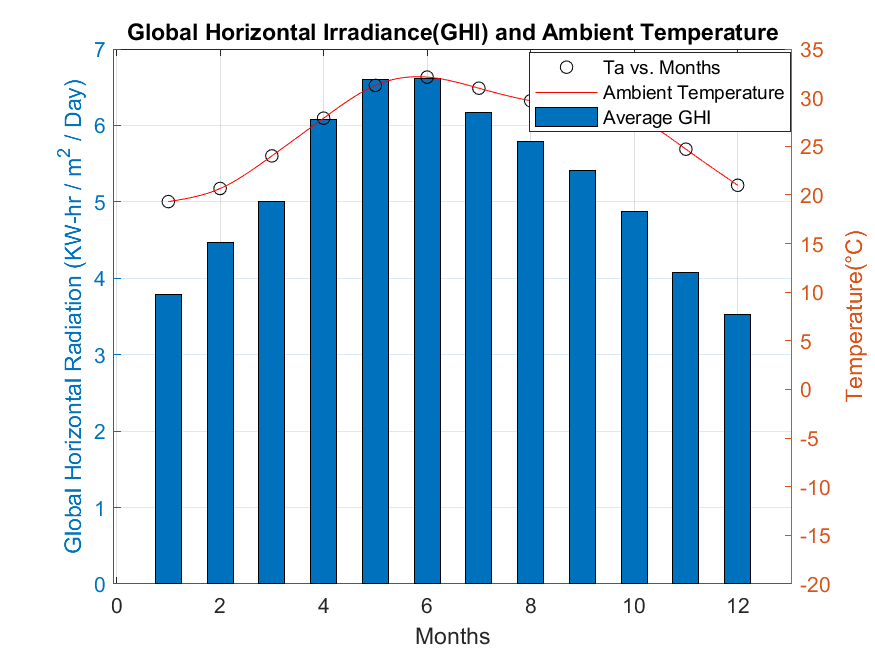 Global Horizontal Irradiance(GHI) and Ambient Temperature
Ta vs. Months
Ambient Temperature
Average GHI
Global Horizontal Radiation (KW-hr / m² / Day)
7
6
5
4
3
2
1
0
35
30
25
20
15
10
5
0
-5
-10
-15
-20
Temperature(°C)
0 2 4 6 8 10 12
Months